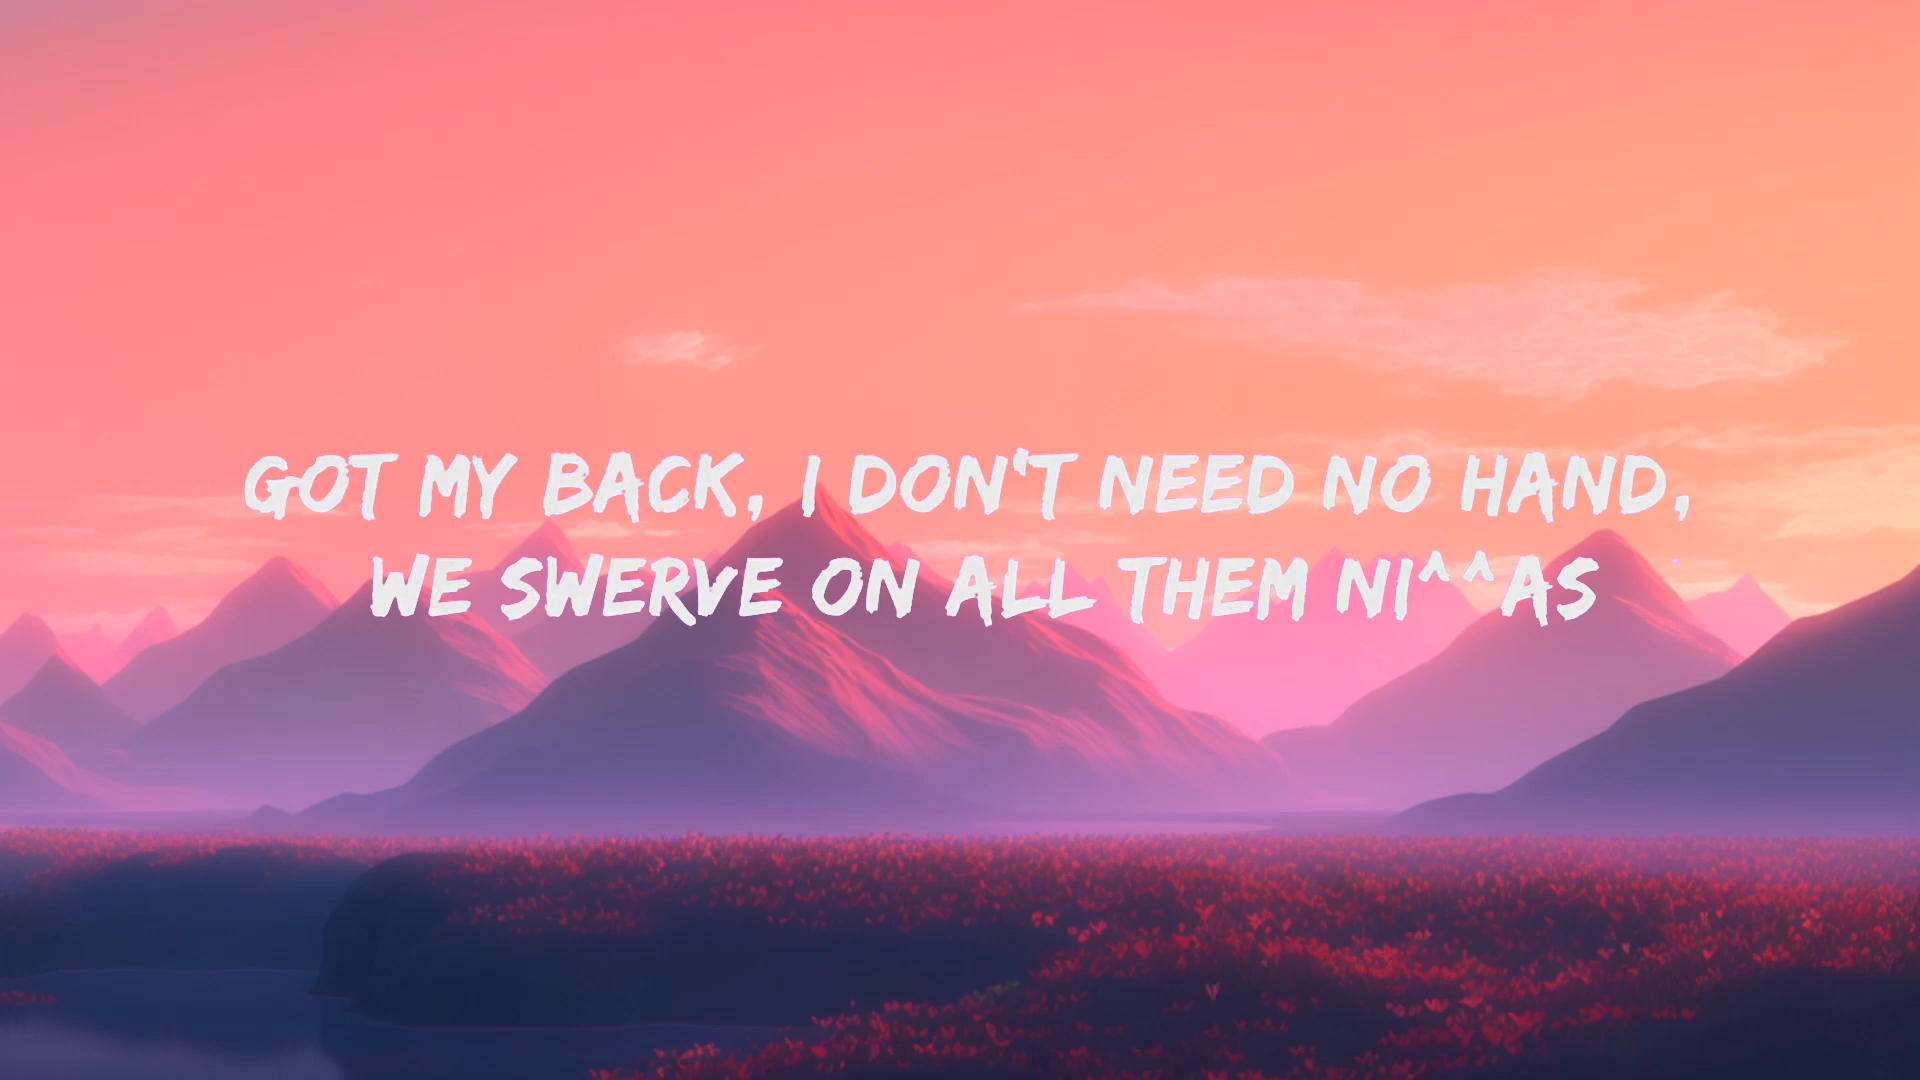 GOT MY BACK, I DON'T NEED NO HAND,
WE SWERVE ON ALL THEM NI^^AS